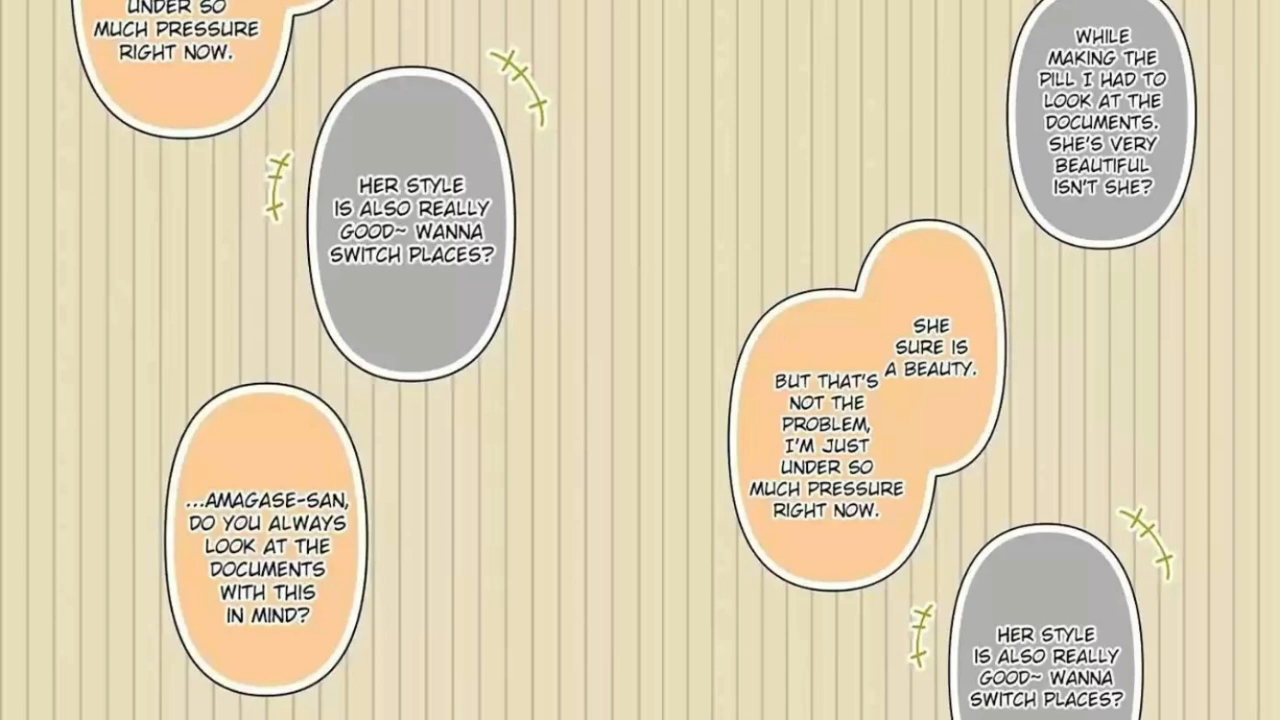 UNDER SO
MUCH PRESSURE
RIGHT NOW.
HER STYLE
IS ALSO REALLY
GOOD~ WANNA
SWITCH PLACES?
...AMAGASE-SAN,
DO YOU ALWAYS
LOOK AT THE
DOCUMENTS
WITH THIS
IN MIND?
WHILE
MAKING THE
PILL I HAD TO
LOOK AT THE
DOCUMENTS.
SHE'S VERY
BEAUTIFUL
ISN'T SHE?
SHE
SURE IS
A BEAUTY.
BUT THAT'S
NOT THE
PROBLEM,
I'M JUST
UNDER SO
MUCH PRESSURE
RIGHT NOW.
HER STYLE
IS ALSO REALLY
GOOD~ WANNA
SWITCH PLACES?